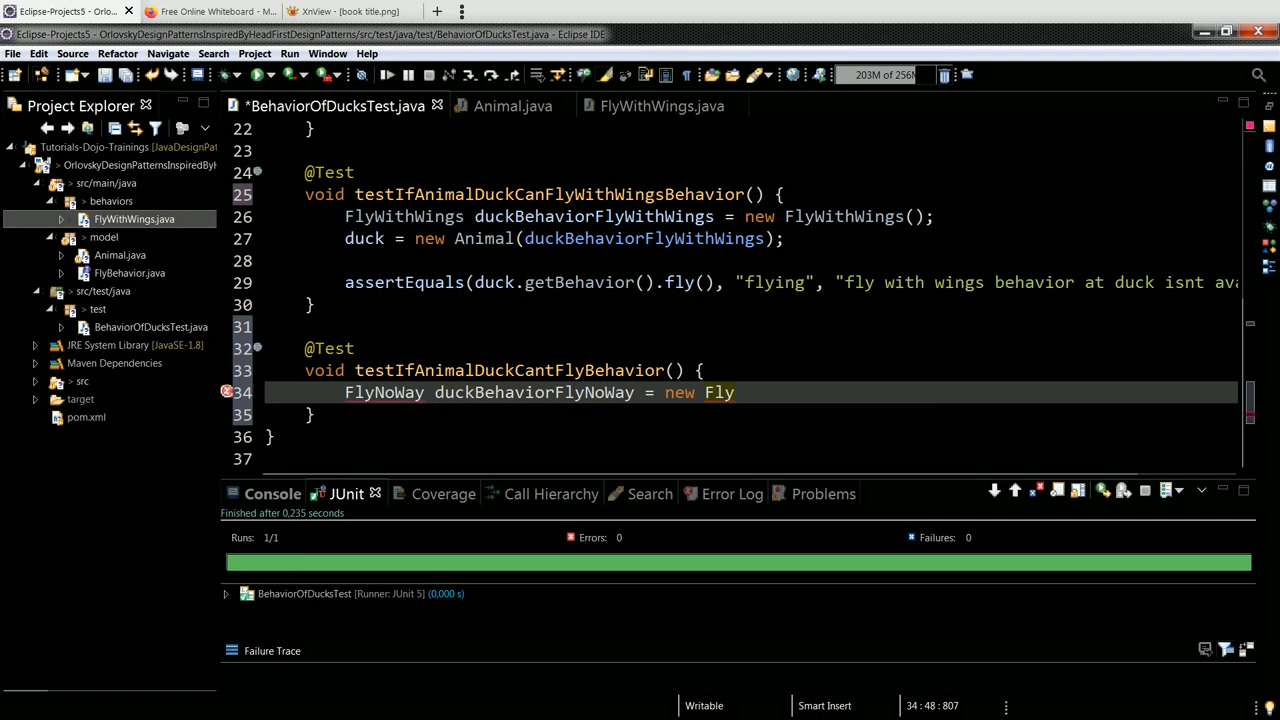 Eclipse-Projects5 - Orlo...
Free Online Whiteboard - M...
XnView - [book title.png]
Eclipse-Projects5 - OrlovskyDesignPatternsInspiredByHeadFirstDesignPatterns/src/test/java/test/BehaviorOfDucksTest.java - Eclipse IDE
File Edit Source Refactor Navigate Search Project Run Window Help
203M of 256M
Project Explorer
*BehaviorOfDucksTest.java
Animal.java
FlyWithWings.java
Tutorials-Dojo-Trainings [JavaDesignPat
> OrlovskyDesignPatternsInspiredByH
> src/main/java
> behaviors
FlyWithWings.java
> model
Animal.java
FlyBehavior.java
> src/test/java
> test
BehaviorOfDucksTest.java
JRE System Library [JavaSE-1.8]
Maven Dependencies
> src
target
pom.xml
22 }
23
24 @Test
25 void testIfAnimalDuckCanFlyWithWingsBehavior() {
26 FlyWithWings duckBehaviorFlyWithWings = new FlyWithWings();
27 duck = new Animal(duckBehaviorFlyWithWings);
28
29 assertEquals(duck.getBehavior().fly(), "flying", "fly with wings behavior at duck isnt ava
30 }
31
32 @Test
33 void testIfAnimalDuckCantFlyBehavior() {
34 FlyNoWay duckBehaviorFlyNoWay = new Fly
35 }
36 }
37
Console JUnit Coverage Call Hierarchy Search Error Log Problems
Finished after 0,235 seconds
Runs: 1/1 Errors: 0 Failures: 0
BehaviorOfDucksTest [Runner: JUnit 5] (0,000 s)
Failure Trace
Writable Smart Insert 34 : 48 : 807